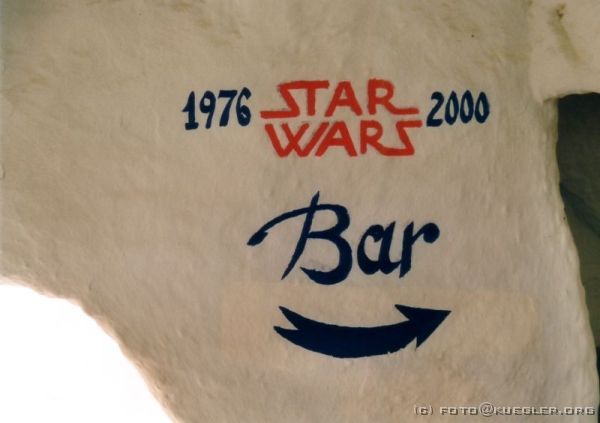 1976 STAR WARS 2000
Bar
(C) FOTO@KUEGLER.ORG